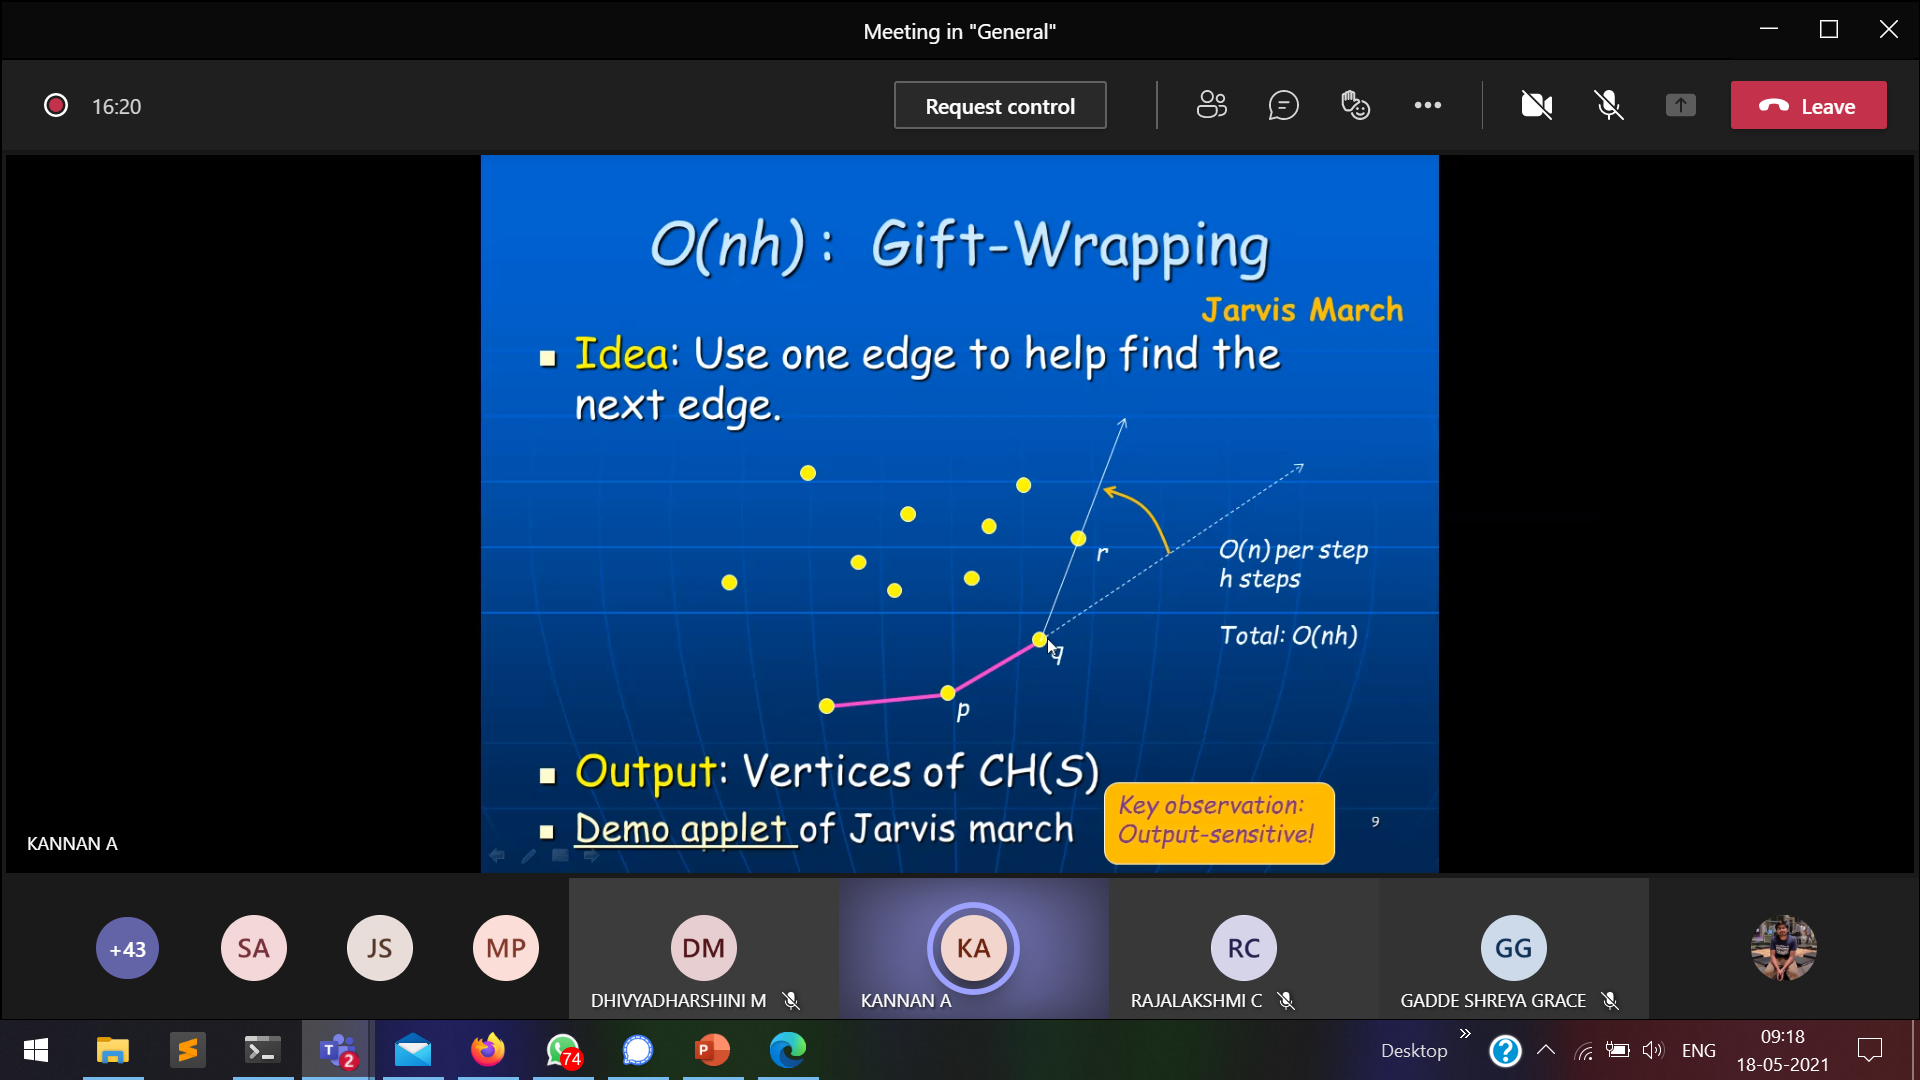 Meeting in "General"
16:20
Request control
Leave
O(nh) : Gift-Wrapping
Jarvis March
Idea: Use one edge to help find the
next edge.
r
O(n) per step
h steps
Total: O(nh)
q
p
Output: Vertices of CH(S)
Demo applet of Jarvis march
Key observation:
Output-sensitive!
9
KANNAN A
+43
SA
JS
MP
DM
KA
RC
GG
DHIVYADHARSHINI M
KANNAN A
RAJALAKSHMI C
GADDE SHREYA GRACE
T
2
74
P
Desktop
»
?
ENG
09:18
18-05-2021